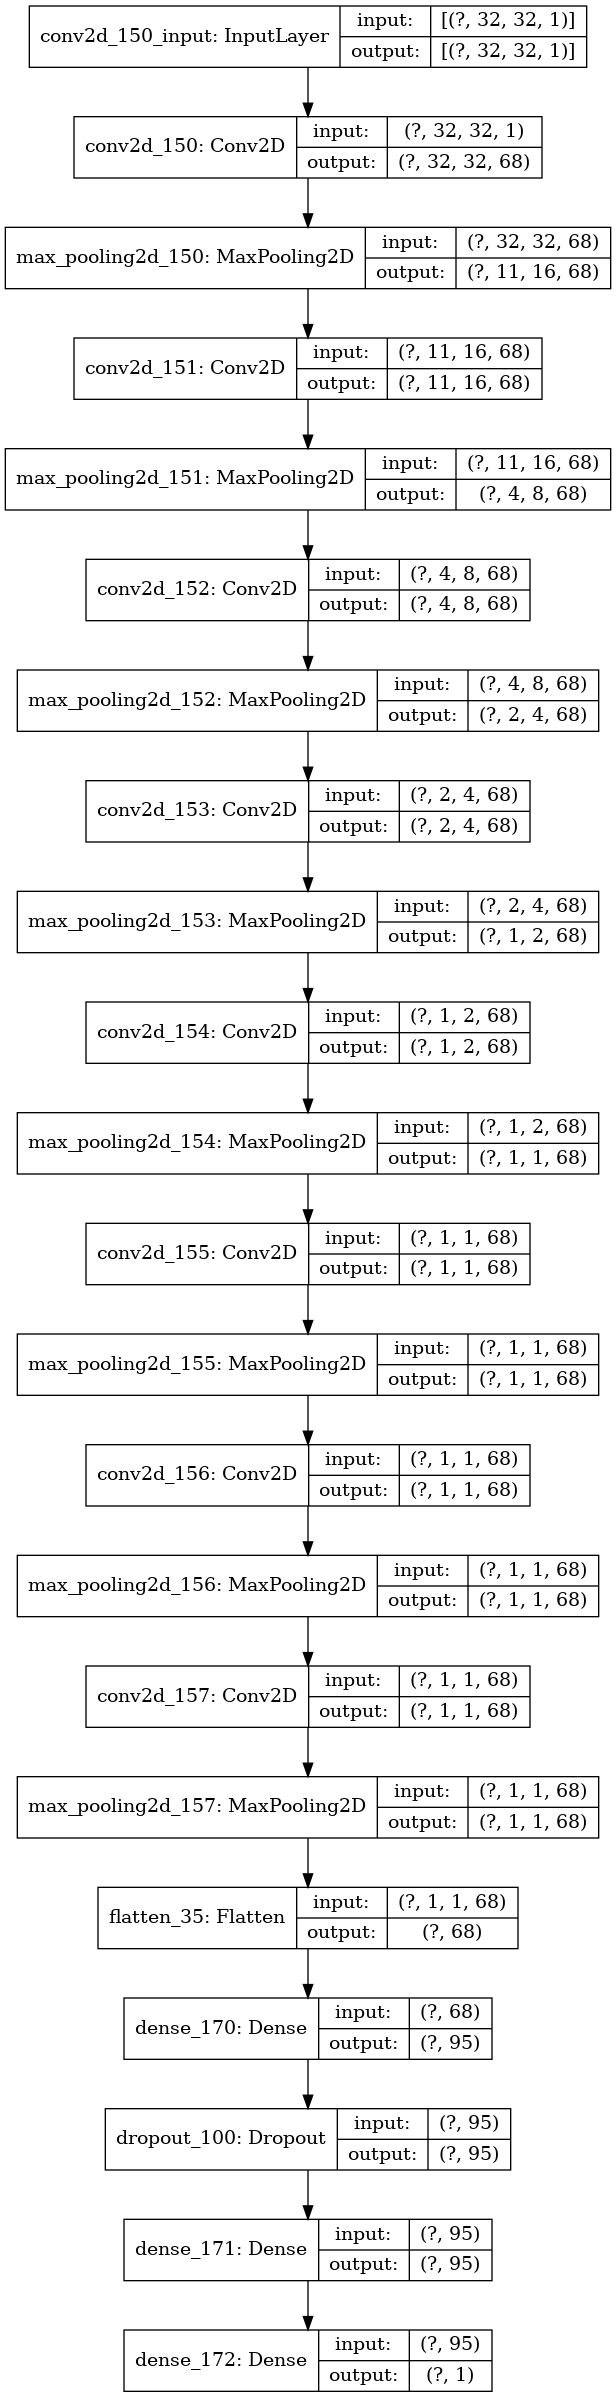 conv2d_150_input: InputLayer
input: [(?, 32, 32, 1)]
output: [(?, 32, 32, 1)]
conv2d_150: Conv2D
input: (?, 32, 32, 1)
output: (?, 32, 32, 68)
max_pooling2d_150: MaxPooling2D
input: (?, 32, 32, 68)
output: (?, 11, 16, 68)
conv2d_151: Conv2D
input: (?, 11, 16, 68)
output: (?, 11, 16, 68)
max_pooling2d_151: MaxPooling2D
input: (?, 11, 16, 68)
output: (?, 4, 8, 68)
conv2d_152: Conv2D
input: (?, 4, 8, 68)
output: (?, 4, 8, 68)
max_pooling2d_152: MaxPooling2D
input: (?, 4, 8, 68)
output: (?, 2, 4, 68)
conv2d_153: Conv2D
input: (?, 2, 4, 68)
output: (?, 2, 4, 68)
max_pooling2d_153: MaxPooling2D
input: (?, 2, 4, 68)
output: (?, 1, 2, 68)
conv2d_154: Conv2D
input: (?, 1, 2, 68)
output: (?, 1, 2, 68)
max_pooling2d_154: MaxPooling2D
input: (?, 1, 2, 68)
output: (?, 1, 1, 68)
conv2d_155: Conv2D
input: (?, 1, 1, 68)
output: (?, 1, 1, 68)
max_pooling2d_155: MaxPooling2D
input: (?, 1, 1, 68)
output: (?, 1, 1, 68)
conv2d_156: Conv2D
input: (?, 1, 1, 68)
output: (?, 1, 1, 68)
max_pooling2d_156: MaxPooling2D
input: (?, 1, 1, 68)
output: (?, 1, 1, 68)
conv2d_157: Conv2D
input: (?, 1, 1, 68)
output: (?, 1, 1, 68)
max_pooling2d_157: MaxPooling2D
input: (?, 1, 1, 68)
output: (?, 1, 1, 68)
flatten_35: Flatten
input: (?, 1, 1, 68)
output: (?, 68)
dense_170: Dense
input: (?, 68)
output: (?, 95)
dropout_100: Dropout
input: (?, 95)
output: (?, 95)
dense_171: Dense
input: (?, 95)
output: (?, 95)
dense_172: Dense
input: (?, 95)
output: (?, 1)